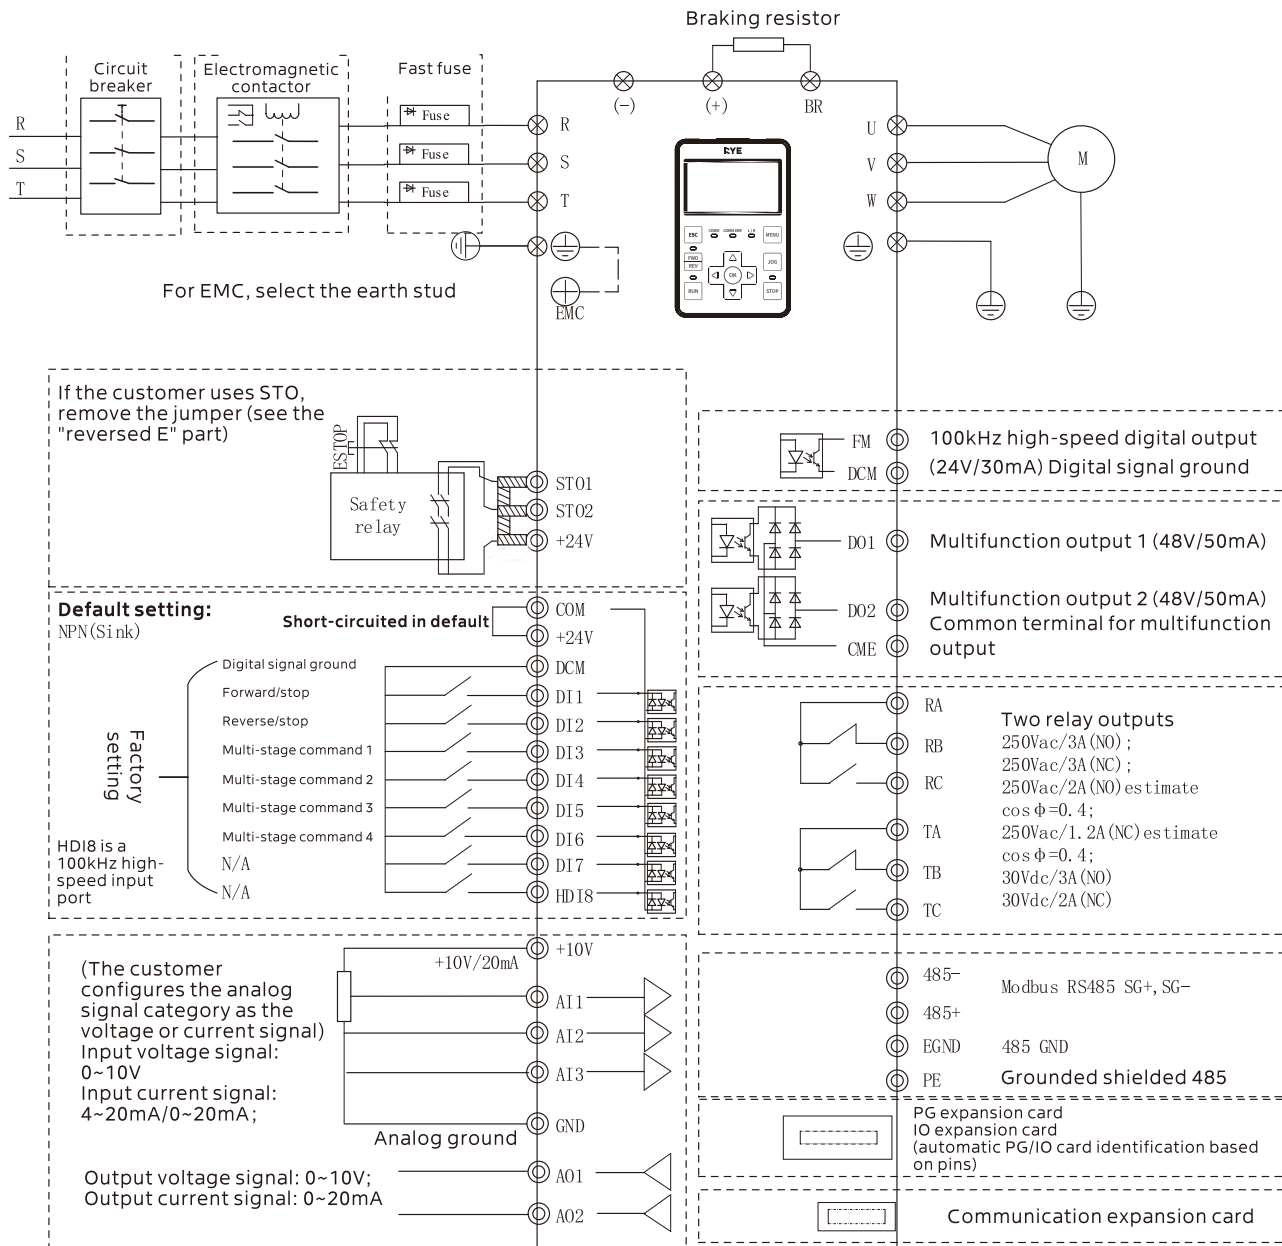 Braking resistor
Circuit
breaker
Electromagnetic
contactor
Fast fuse
R
S
T
Fuse
Fuse
Fuse
R
S
T
(-)
(+)
BR
U
V
W
M
RYE
ESC
COMM
COMM ERR
L / R
MENU
FWD
REV
JOG
OK
RUN
STOP
For EMC, select the earth stud
EMC
If the customer uses STO,
remove the jumper (see the
"reversed E" part)
ESTOP
Safety
relay
STO1
STO2
+24V
FM
100kHz high-speed digital output
DCM
(24V/30mA) Digital signal ground
DO1
Multifunction output 1 (48V/50mA)
DO2
Multifunction output 2 (48V/50mA)
Common terminal for multifunction
CME
output
Default setting:
NPN(Sink)
Short-circuited in default
COM
+24V
Digital signal ground
DCM
Forward/stop
DI1
Reverse/stop
DI2
Multi-stage command 1
DI3
Multi-stage command 2
DI4
Multi-stage command 3
DI5
Multi-stage command 4
DI6
N/A
DI7
N/A
HDI8
Factory
setting
HDI8 is a
100kHz high-
speed input
port
RA
RB
RC
TA
TB
TC
Two relay outputs
250Vac/3A(NO);
250Vac/3A(NC);
250Vac/2A(NO)estimate
cosΦ=0.4;
250Vac/1.2A(NC)estimate
cosΦ=0.4;
30Vdc/3A(NO)
30Vdc/2A(NC)
(The customer
configures the analog
signal category as the
voltage or current signal)
Input voltage signal:
0~10V
Input current signal:
4~20mA/0~20mA;
+10V/20mA
+10V
AI1
AI2
AI3
GND
Analog ground
Output voltage signal: 0~10V;
Output current signal: 0~20mA
AO1
AO2
485-
Modbus RS485 SG+,SG-
485+
EGND
485 GND
PE
Grounded shielded 485
PG expansion card
IO expansion card
(automatic PG/IO card identification based
on pins)
Communication expansion card